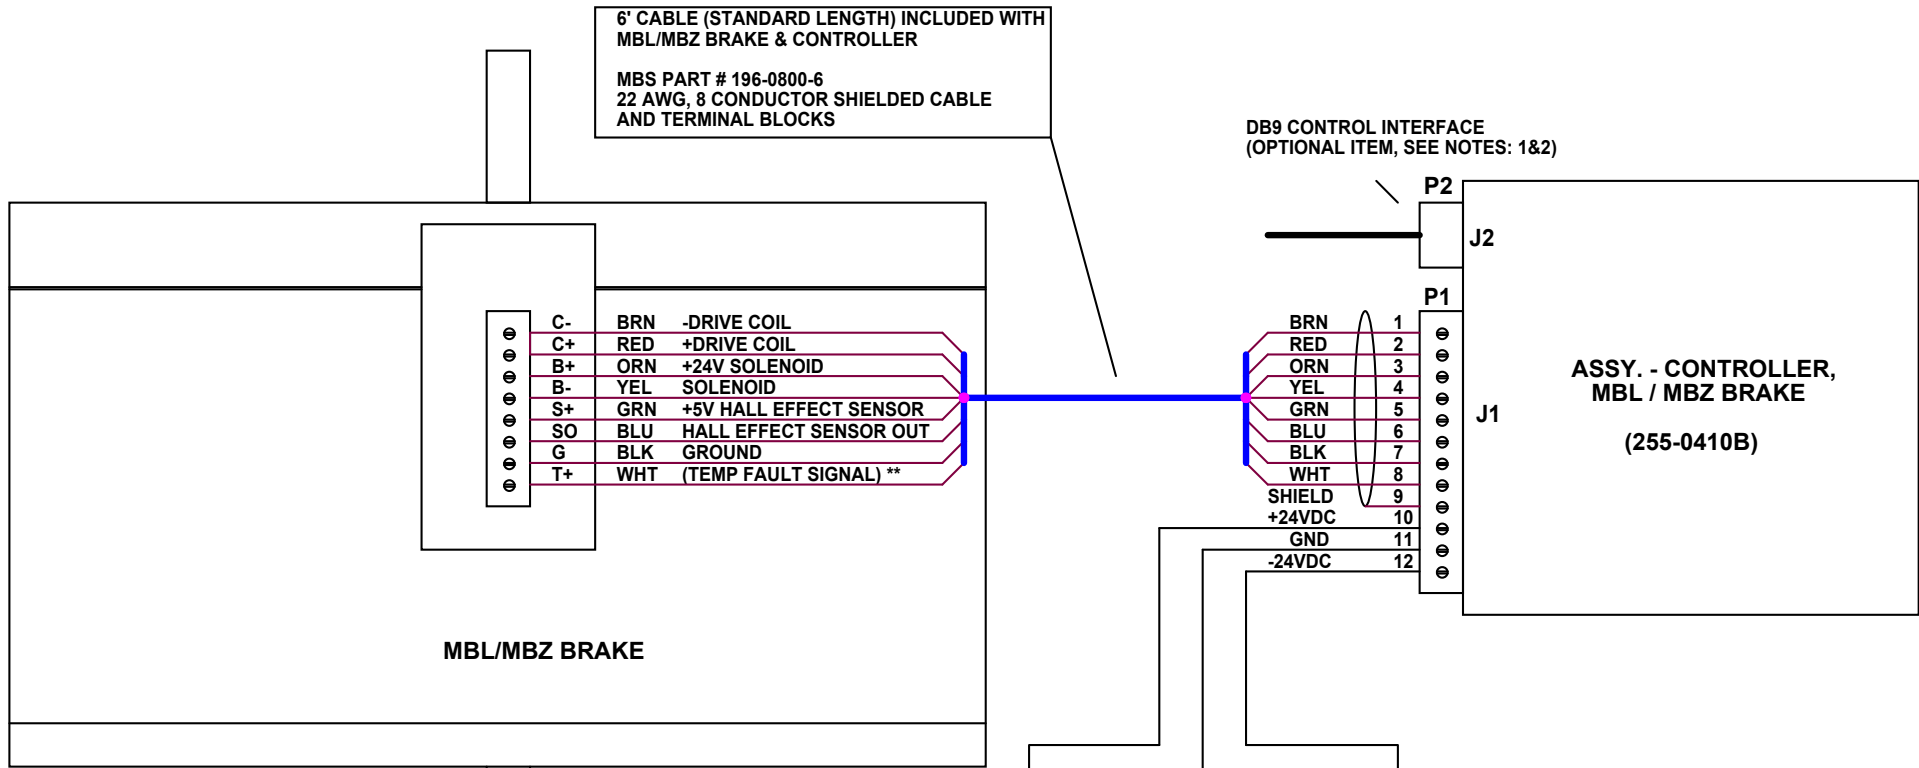 6' CABLE (STANDARD LENGTH) INCLUDED WITH
MBL/MBZ BRAKE & CONTROLLER
MBS PART # 196-0800-6
22 AWG, 8 CONDUCTOR SHIELDED CABLE
AND TERMINAL BLOCKS
DB9 CONTROL INTERFACE
(OPTIONAL ITEM, SEE NOTES: 1&2)
P2
J2
P1
C- BRN -DRIVE COIL
C+ RED +DRIVE COIL
B+ ORN +24V SOLENOID
B- YEL SOLENOID
S+ GRN +5V HALL EFFECT SENSOR
SO BLU HALL EFFECT SENSOR OUT
G BLK GROUND
T+ WHT (TEMP FAULT SIGNAL) **
BRN 1
RED 2
ORN 3
YEL 4
GRN 5
BLU 6
BLK 7
WHT 8
SHIELD 9
+24VDC 10
GND 11
-24VDC 12
J1
ASSY. - CONTROLLER,
MBL / MBZ BRAKE
(255-0410B)
MBL/MBZ BRAKE